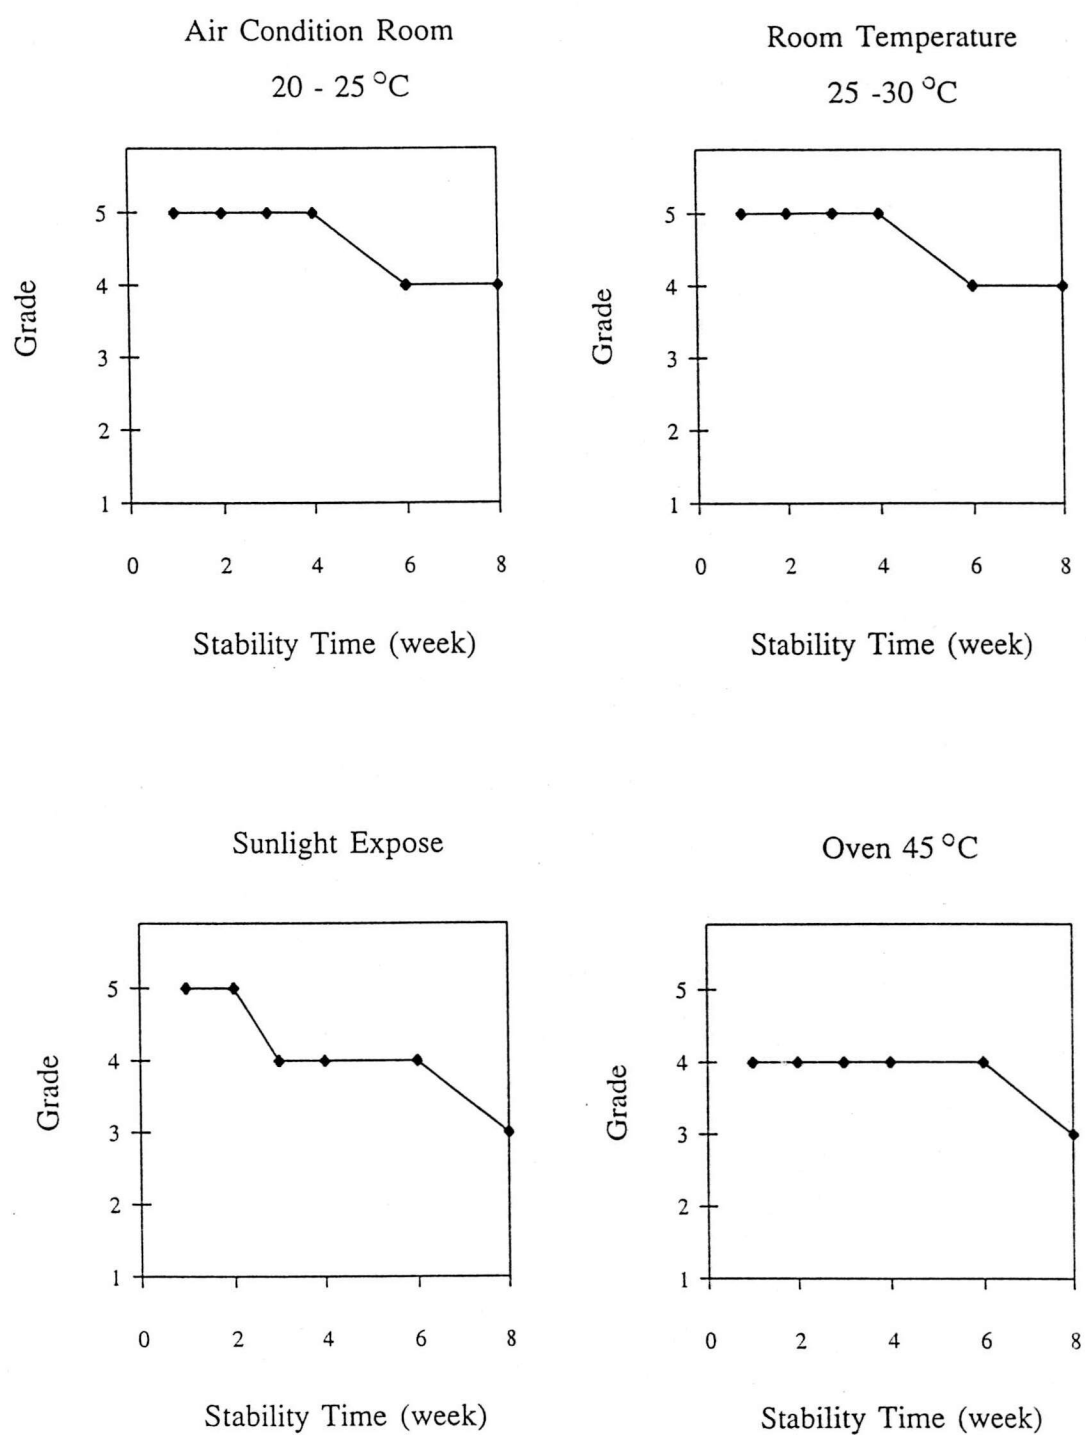 Air Condition Room
20 - 25 °C
5
4
3
2
1
Grade
0 2 4 6 8
Stability Time (week)
Room Temperature
25 -30 °C
5
4
3
2
1
Grade
0 2 4 6 8
Stability Time (week)
Sunlight Expose
5
4
3
2
1
Grade
0 2 4 6 8
Stability Time (week)
Oven 45 °C
5
4
3
2
1
Grade
0 2 4 6 8
Stability Time (week)